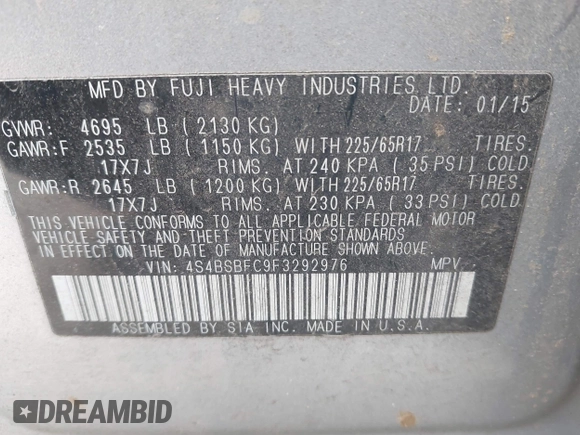 MFD BY FUJI HEAVY INDUSTRIES LTD.
DATE: 01/15
GVWR: 4695 LB ( 2130 KG)
GAWR:F 2535 LB ( 1150 KG) WITH 225/65R17 TIRES.
17X7J RIMS. AT 240 KPA ( 35 PSI) COLD
GAWR:R 2645 LB ( 1200 KG) WITH 225/65R17 TIRES.
17X7J RIMS. AT 230 KPA ( 33 PSI) COLD.
THIS VEHICLE CONFORMS TO ALL APPLICABLE FEDERAL MOTOR
VEHICLE SAFETY AND THEFT PREVENTION STANDARDS
IN EFFECT ON THE DATE OF MANUFACTURE SHOWN ABOVE.
VIN: 4S4BSBFC9F3292976 MPV
ASSEMBLED BY SIA INC. MADE IN U.S.A.
DREAMBID